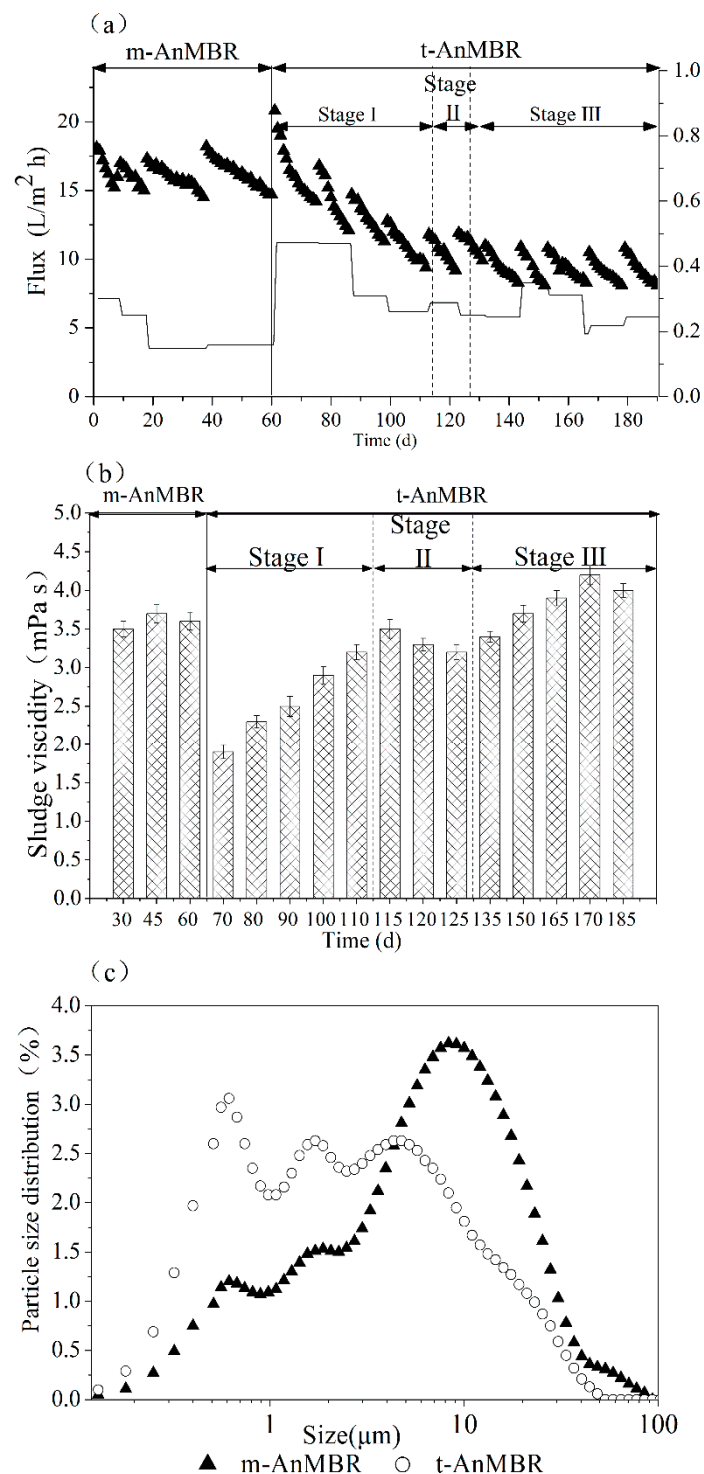 (a)
m-AnMBR t-AnMBR
Stage
Stage I II Stage III
Flux (L/m² h)
20
15
10
5
0
1.0
0.8
0.6
0.4
0.2
0.0
0 20 40 60 80 100 120 140 160 180
Time (d)
(b)
m-AnMBR t-AnMBR
Stage
Stage I II Stage III
Sludge viscidity (mPa s)
5.0
4.5
4.0
3.5
3.0
2.5
2.0
1.5
1.0
0.5
0.0
30 45 60 70 80 90 100 110 115 120 125 135 150 165 170 185
Time (d)
(c)
Particle size distribution (%)
4.0
3.5
3.0
2.5
2.0
1.5
1.0
0.5
0.0
1 10 100
Size(μm)
▲ m-AnMBR ○ t-AnMBR